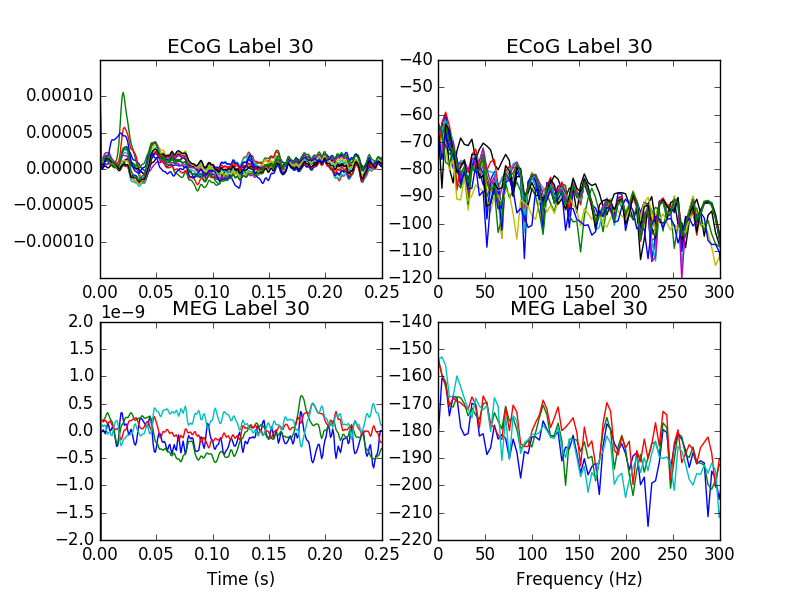 ECoG Label 30
0.00010
0.00005
0.00000
−0.00005
−0.00010
0.00 0.05 0.10 0.15 0.20 0.25
ECoG Label 30
−40
−50
−60
−70
−80
−90
−100
−110
−120
0 50 100 150 200 250 300
1e−9
MEG Label 30
2.0
1.5
1.0
0.5
0.0
−0.5
−1.0
−1.5
−2.0
0.00 0.05 0.10 0.15 0.20 0.25
Time (s)
MEG Label 30
−140
−150
−160
−170
−180
−190
−200
−210
−220
0 50 100 150 200 250 300
Frequency (Hz)